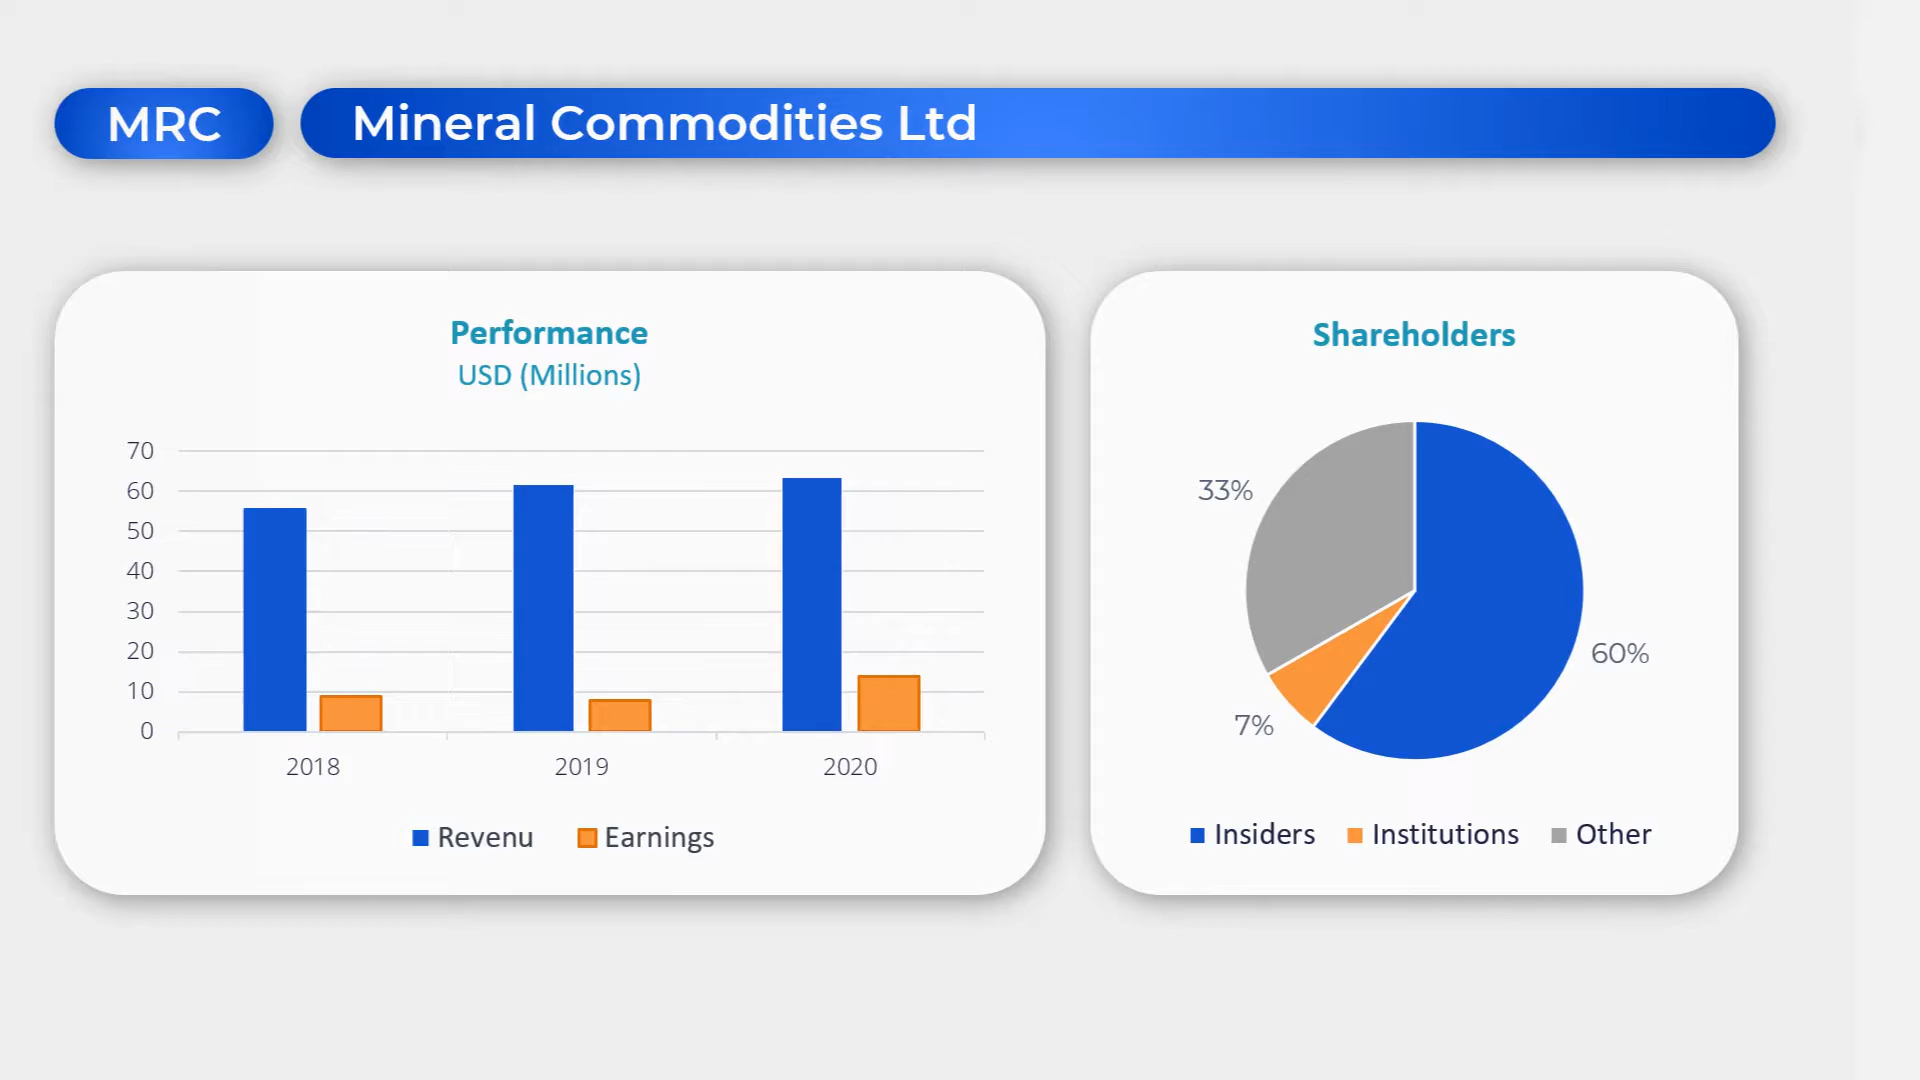 MRC
Mineral Commodities Ltd
Performance
USD (Millions)
70
60
50
40
30
20
10
0
2018 2019 2020
Revenu Earnings
Shareholders
33%
60%
7%
Insiders Institutions Other